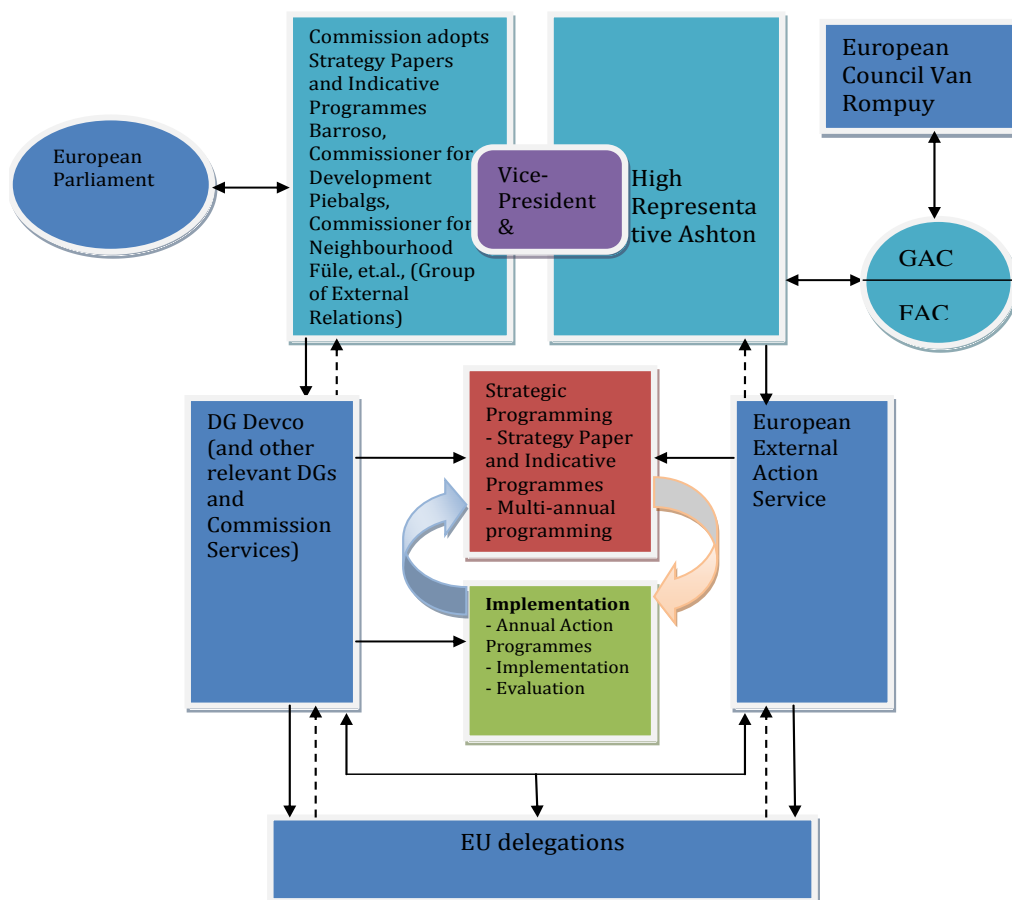 Commission adopts
Strategy Papers
and Indicative
Programmes
Barroso,
Commissioner for
Development
Piebalgs,
Commissioner for
Neighbourhood
Füle, et.al., (Group
of External
Relations)
European
Council Van
Rompuy
European
Parliament
Vice-
President
&
High
Representa
tive Ashton
GAC
FAC
DG Devco
(and other
relevant DGs
and
Commission
Services)
Strategic
Programming
- Strategy Paper
and Indicative
Programmes
- Multi-annual
programming
European
External
Action
Service
Implementation
- Annual Action
Programmes
- Implementation
- Evaluation
EU delegations